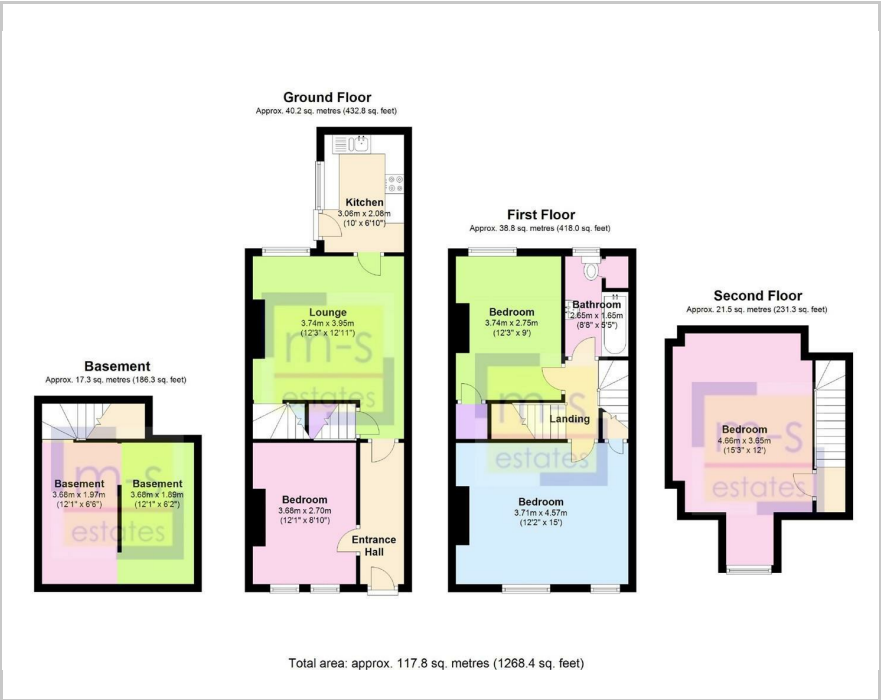 Ground Floor
Approx. 40.2 sq. metres (432.8 sq. feet)
Kitchen
3.06m x 2.08m
(10' x 6'10")
First Floor
Approx. 38.8 sq. metres (418.0 sq. feet)
Lounge
3.74m x 3.95m
(12'3" x 12'11")
m-s
estates
Bedroom
3.74m x 2.75m
(12'3" x 9')
Bathroom
2.65m x 1.65m
(8'8" x 5'5")
Second Floor
Approx. 21.5 sq. metres (231.3 sq. feet)
Basement
Approx. 17.3 sq. metres (186.3 sq. feet)
m-s
Landing
estates
Bedroom
4.66m x 3.65m
(15'3" x 12')
m-s
estates
Basement
3.68m x 1.97m
(12'1" x 6'6")
Basement
3.68m x 1.89m
(12'1" x 6'2")
m-s
estates
Bedroom
3.68m x 2.70m
(12'1" x 8'10")
Entrance
Hall
Bedroom
3.71m x 4.57m
(12'2" x 15')
Total area: approx. 117.8 sq. metres (1268.4 sq. feet)